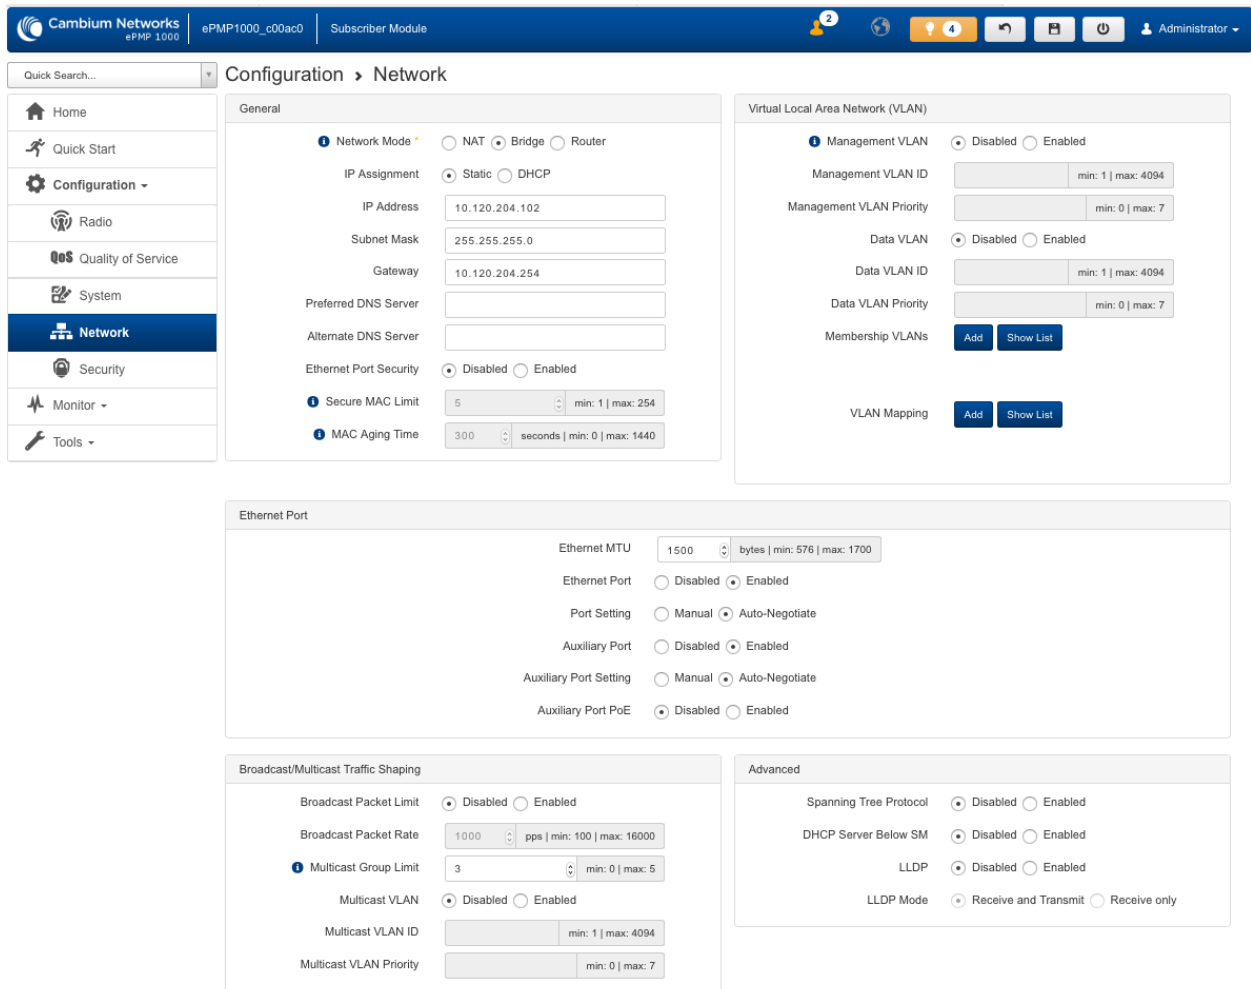 Cambium Networks
ePMP 1000
ePMP1000_c00ac0
Subscriber Module
2
4
Administrator
Quick Search...
Configuration › Network
Home
Quick Start
Configuration
Radio
QoS Quality of Service
System
Network
Security
Monitor
Tools
General
Network Mode * NAT Bridge Router
IP Assignment Static DHCP
IP Address 10.120.204.102
Subnet Mask 255.255.255.0
Gateway 10.120.204.254
Preferred DNS Server
Alternate DNS Server
Ethernet Port Security Disabled Enabled
Secure MAC Limit 5 min: 1 | max: 254
MAC Aging Time 300 seconds | min: 0 | max: 1440
Virtual Local Area Network (VLAN)
Management VLAN Disabled Enabled
Management VLAN ID min: 1 | max: 4094
Management VLAN Priority min: 0 | max: 7
Data VLAN Disabled Enabled
Data VLAN ID min: 1 | max: 4094
Data VLAN Priority min: 0 | max: 7
Membership VLANs Add Show List
VLAN Mapping Add Show List
Ethernet Port
Ethernet MTU 1500 bytes | min: 576 | max: 1700
Ethernet Port Disabled Enabled
Port Setting Manual Auto-Negotiate
Auxiliary Port Disabled Enabled
Auxiliary Port Setting Manual Auto-Negotiate
Auxiliary Port PoE Disabled Enabled
Broadcast/Multicast Traffic Shaping
Broadcast Packet Limit Disabled Enabled
Broadcast Packet Rate 1000 pps | min: 100 | max: 16000
Multicast Group Limit 3 min: 0 | max: 5
Multicast VLAN Disabled Enabled
Multicast VLAN ID min: 1 | max: 4094
Multicast VLAN Priority min: 0 | max: 7
Advanced
Spanning Tree Protocol Disabled Enabled
DHCP Server Below SM Disabled Enabled
LLDP Disabled Enabled
LLDP Mode Receive and Transmit Receive only